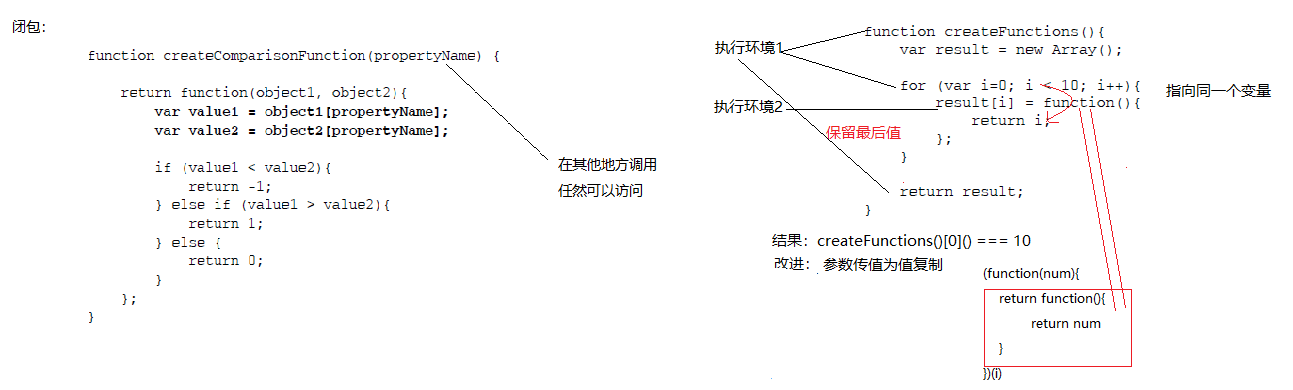 闭包：
function createComparisonFunction(propertyName) {
return function(object1, object2){
var value1 = object1[propertyName];
var value2 = object2[propertyName];
if (value1 < value2){
return -1;
} else if (value1 > value2){
return 1;
} else {
return 0;
}
};
}
在其他地方调用
任然可以访问
执行环境1
执行环境2
function createFunctions(){
var result = new Array();
for (var i=0; i < 10; i++){
result[i] = function(){
return i;
};
}
return result;
}
指向同一个变量
保留最后值
结果：createFunctions()[0]() === 10
改进： 参数传值为值复制
(function(num){
return function(){
return num
}
})(i)